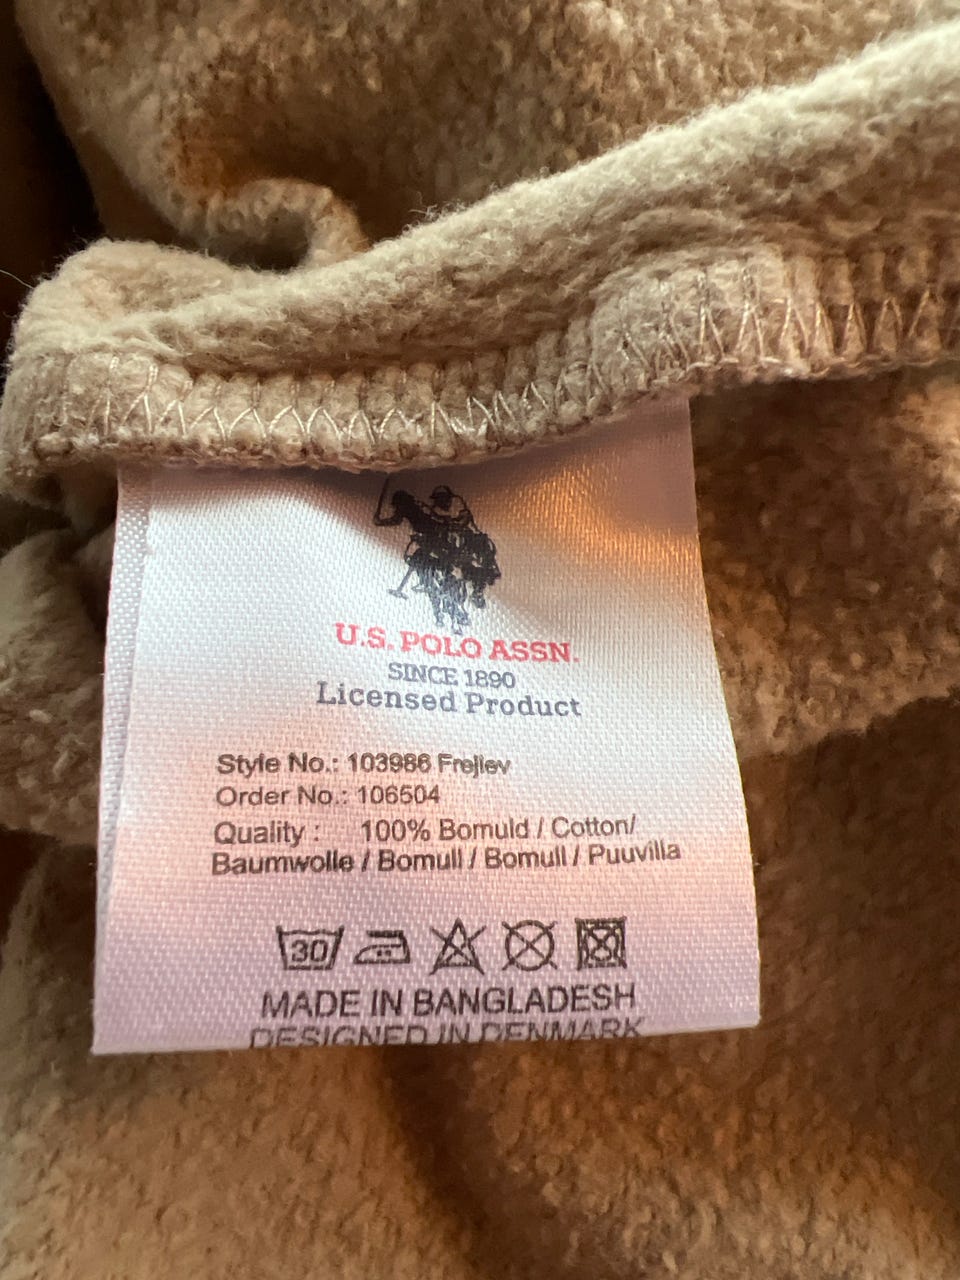 U.S. POLO ASSN.
SINCE 1890
Licensed Product
Style No.: 103986 Frejlev
Order No.: 106504
Quality : 100% Bomuld / Cotton/
Baumwolle / Bomull / Bomull / Puuvilla
30
MADE IN BANGLADESH
DESIGNED IN DENMARK